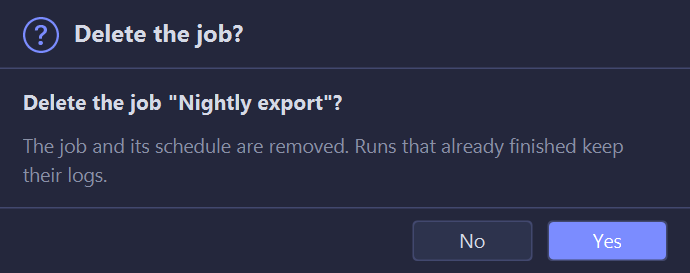 Delete the job?
Delete the job "Nightly export"?
The job and its schedule are removed. Runs that already finished keep
their logs.
No
Yes